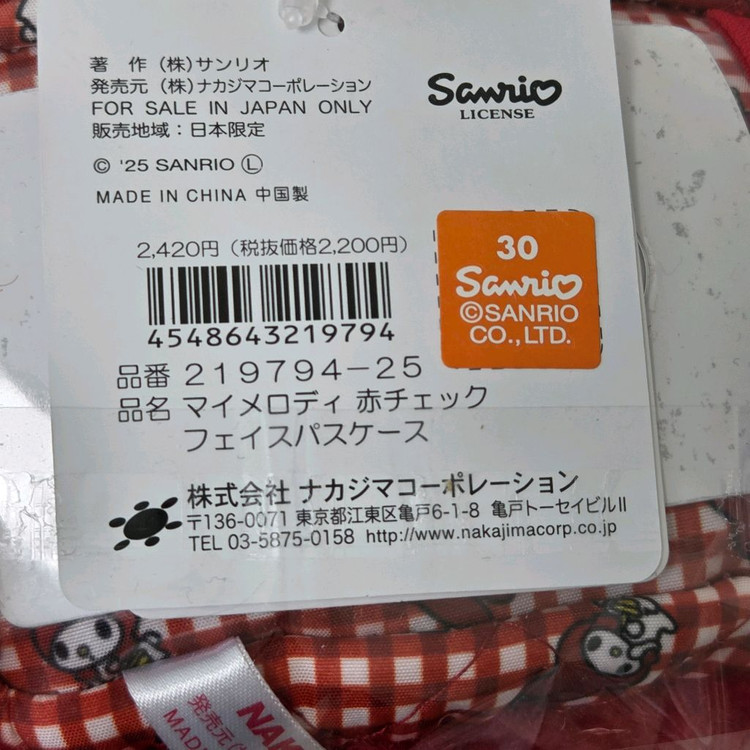 著 作 (株)サンリオ
発売元 (株)ナカジマコーポレーション
FOR SALE IN JAPAN ONLY
販売地域：日本限定
© '25 SANRIO Ⓛ
MADE IN CHINA 中国製
Sanrio
LICENSE
2,420円（税抜価格2,200円）
4548643219794
30
Sanrio
©SANRIO
CO.,LTD.
品番 219794-25
品名 マイメロディ 赤チェック
フェイスパスケース
株式会社 ナカジマコーポレーション
〒136-0071 東京都江東区亀戸6-1-8 亀戸トーセイビルII
TEL 03-5875-0158 http://www.nakajimacorp.co.jp
発売元
MADE